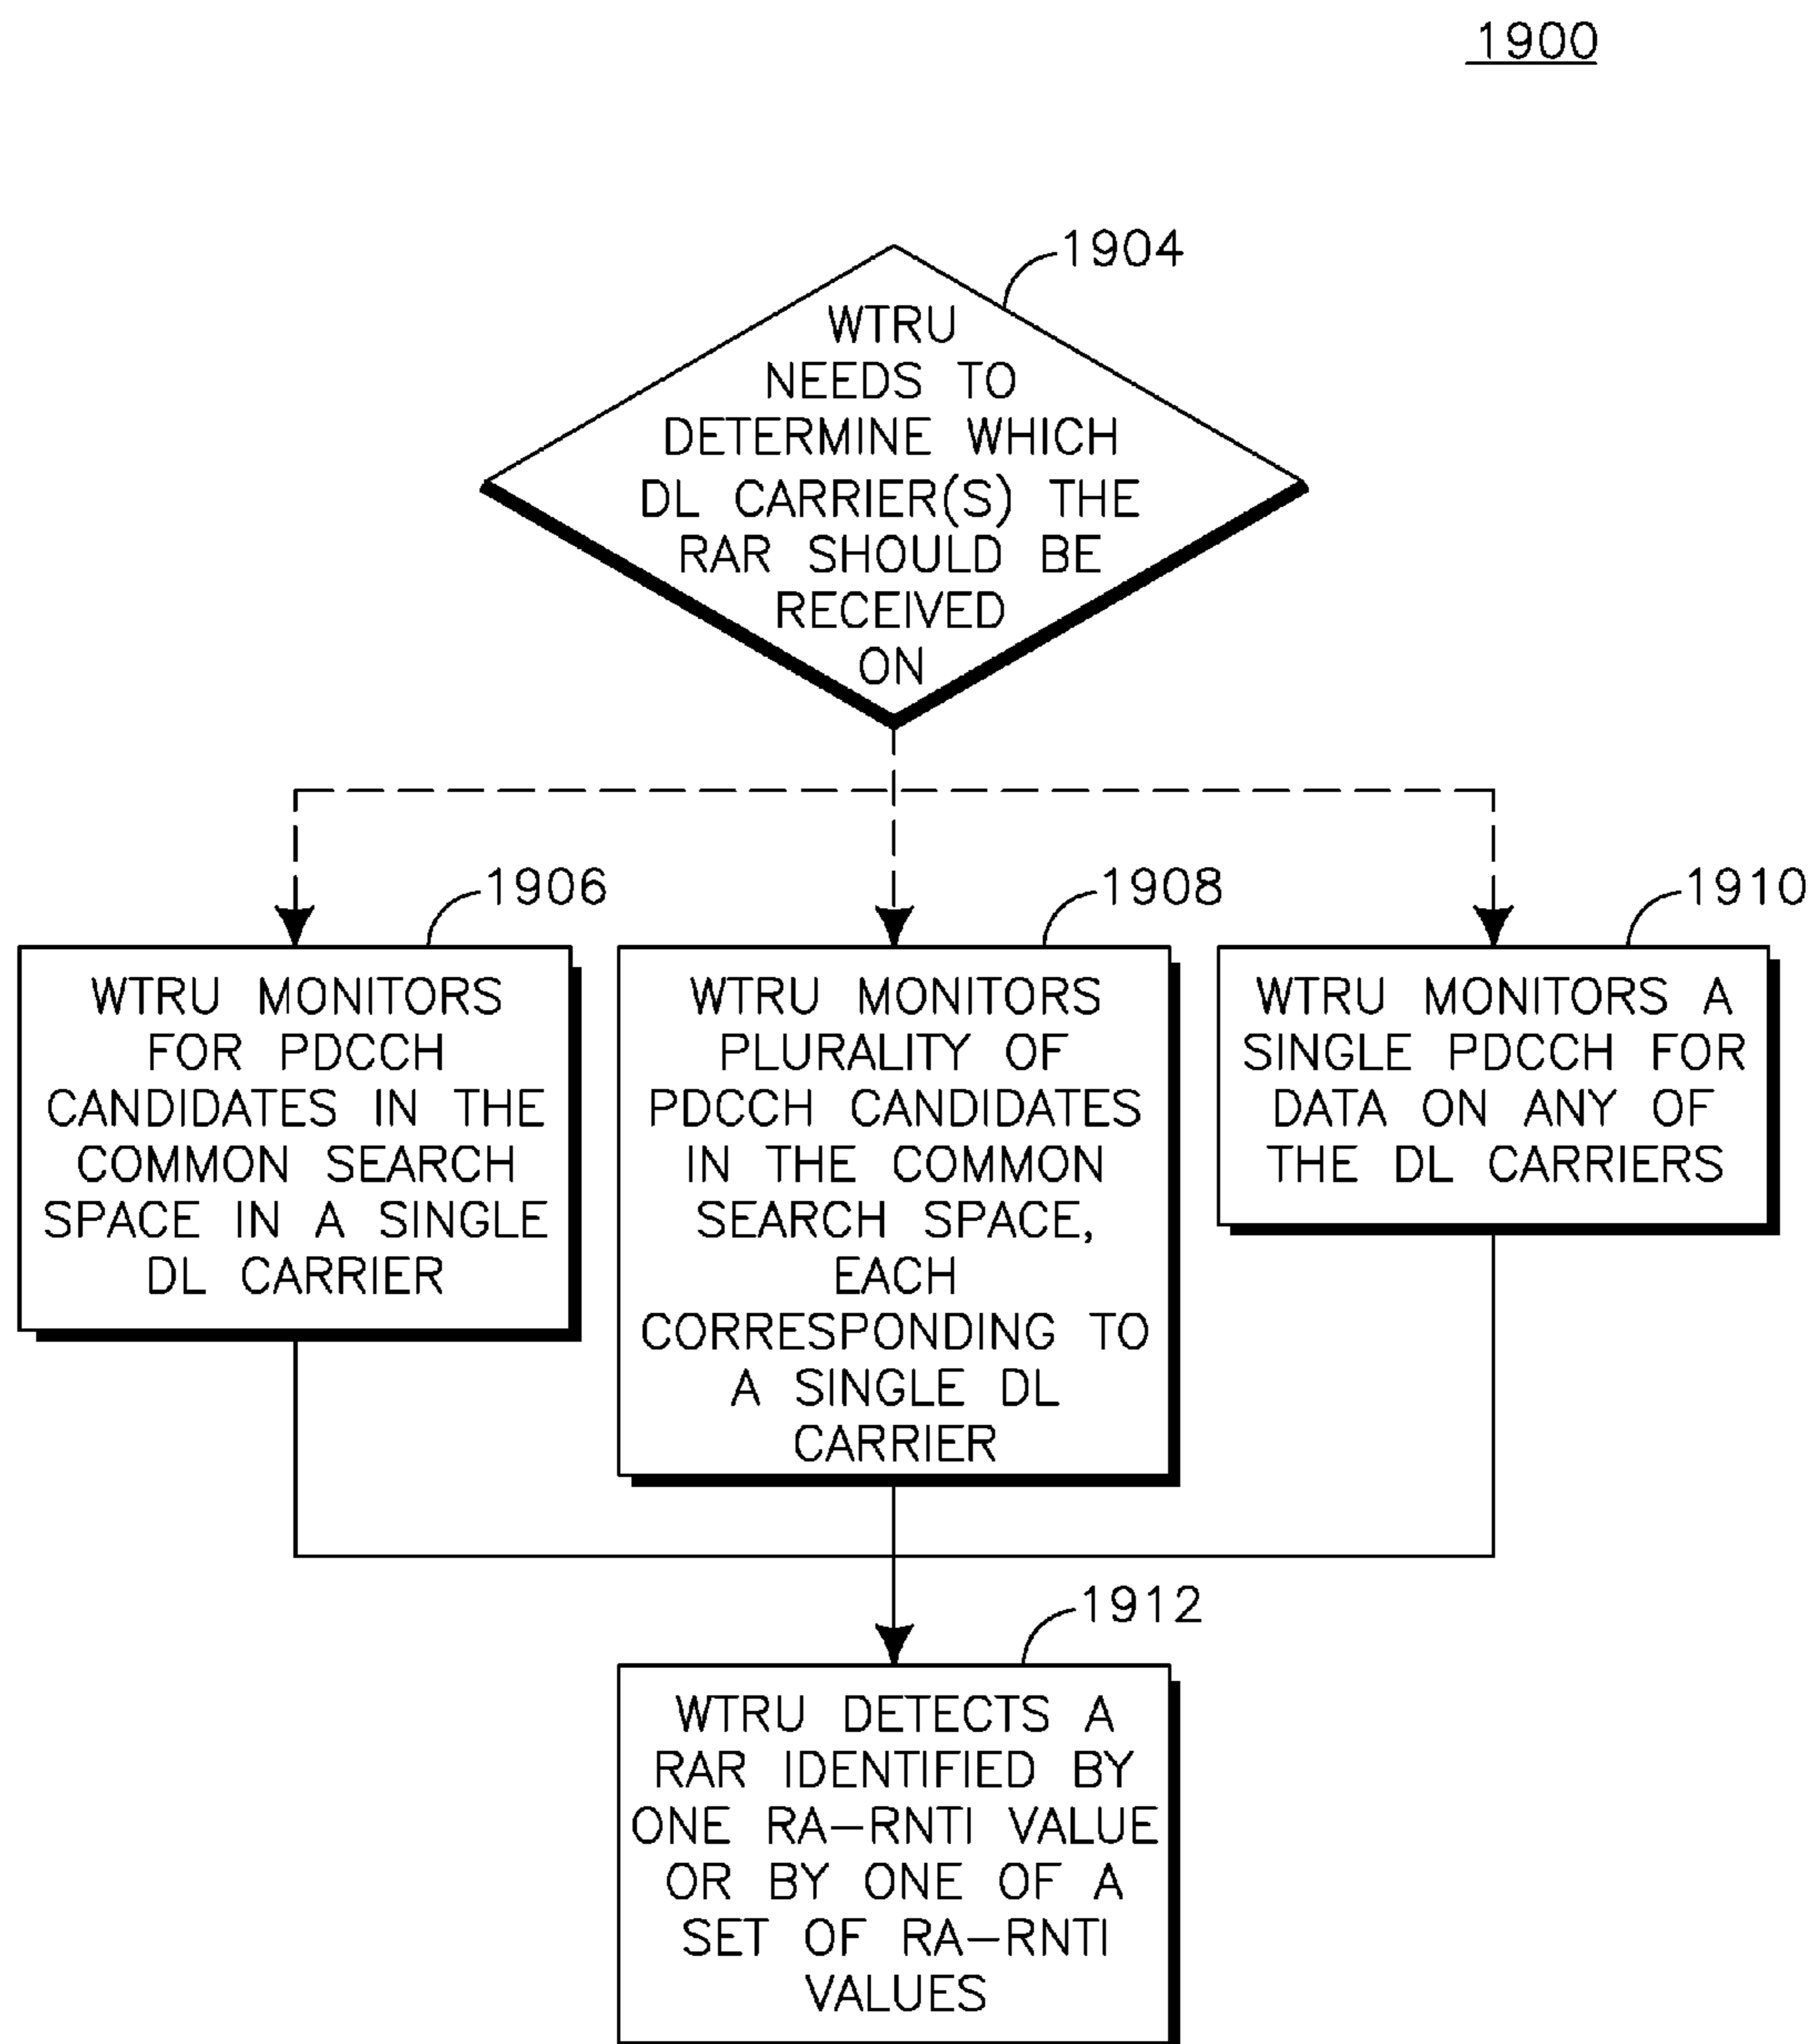 1900
1904
WTRU
NEEDS TO
DETERMINE WHICH
DL CARRIER(S) THE
RAR SHOULD BE
RECEIVED
ON
1906
WTRU MONITORS
FOR PDCCH
CANDIDATES IN THE
COMMON SEARCH
SPACE IN A SINGLE
DL CARRIER
1908
WTRU MONITORS
PLURALITY OF
PDCCH CANDIDATES
IN THE COMMON
SEARCH SPACE,
EACH
CORRESPONDING TO
A SINGLE DL
CARRIER
1910
WTRU MONITORS A
SINGLE PDCCH FOR
DATA ON ANY OF
THE DL CARRIERS
1912
WTRU DETECTS A
RAR IDENTIFIED BY
ONE RA-RNTI VALUE
OR BY ONE OF A
SET OF RA-RNTI
VALUES